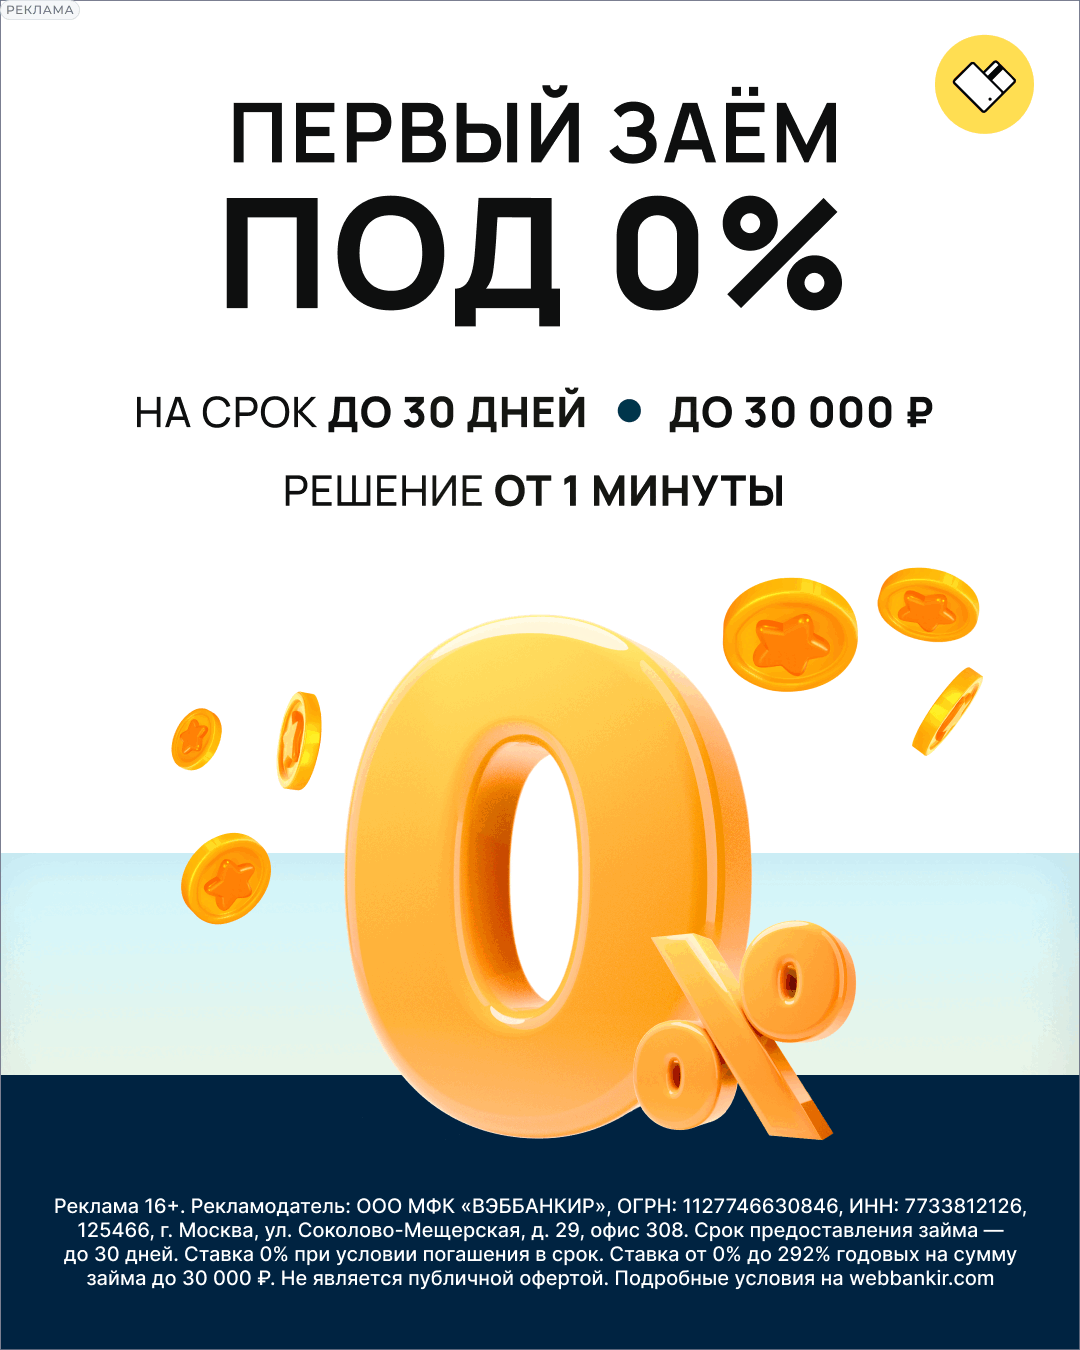 РЕКЛАМА
ПЕРВЫЙ ЗАЁМ
ПОД 0%
НА СРОК ДО 30 ДНЕЙ • ДО 30 000 ₽
РЕШЕНИЕ ОТ 1 МИНУТЫ
0%
Реклама 16+. Рекламодатель: ООО МФК «ВЭББАНКИР», ОГРН: 1127746630846, ИНН: 7733812126,
125466, г. Москва, ул. Соколово-Мещерская, д. 29, офис 308. Срок предоставления займа —
до 30 дней. Ставка 0% при условии погашения в срок. Ставка от 0% до 292% годовых на сумму
займа до 30 000 ₽. Не является публичной офертой. Подробные условия на webbankir.com